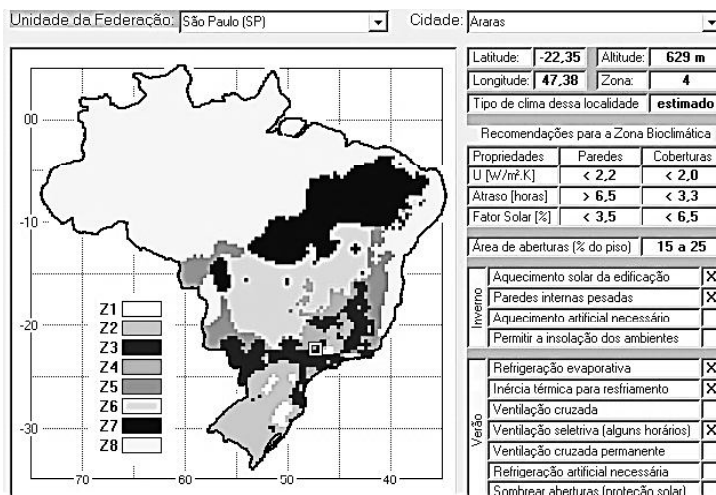 Unidade da Federação: São Paulo (SP) Cidade: Araras
Latitude: -22,35 Altitude: 629 m
Longitude: 47,38 Zona: 4
Tipo de clima dessa localidade estimado
Recomendações para a Zona Bioclimática
Propriedades Paredes Coberturas
U [W/m².K] < 2,2 < 2,0
Atraso [horas] > 6,5 < 3,3
Fator Solar [%] < 3,5 < 6,5
Área de aberturas (% do piso) 15 a 25
Inverno
Aquecimento solar da edificação X
Paredes internas pesadas X
Aquecimento artificial necessário
Permitir a insolação dos ambientes
Verão
Refrigeração evaporativa X
Inércia térmica para resfriamento X
Ventilação cruzada
Ventilação seletriva (alguns horários) X
Ventilação cruzada permanente
Refrigeração artificial necessária
Sombrear aberturas (proteção solar)
00
-10
-20
-30
Z1
Z2
Z3
Z4
Z5
Z6
Z7
Z8
70 60 50 40